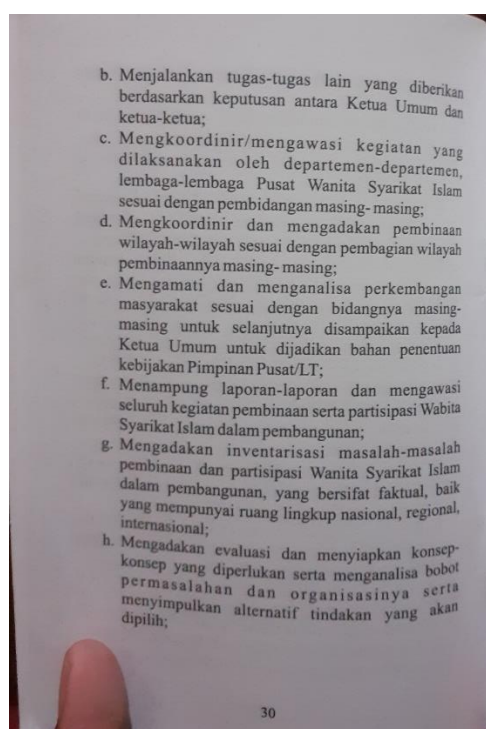 b. Menjalankan tugas-tugas lain yang diberikan
berdasarkan keputusan antara Ketua Umum dan
ketua-ketua;
c. Mengkoordinir/mengawasi kegiatan yang
dilaksanakan oleh departemen-departemen,
lembaga-lembaga Pusat Wanita Syarikat Islam
sesuai dengan pembidangan masing- masing;
d. Mengkoordinir dan mengadakan pembinaan
wilayah-wilayah sesuai dengan pembagian wilayah
pembinaannya masing- masing;
e. Mengamati dan menganalisa perkembangan
masyarakat sesuai dengan bidangnya masing-
masing untuk selanjutnya disampaikan kepada
Ketua Umum untuk dijadikan bahan penentuan
kebijakan Pimpinan Pusat/LT;
f. Menampung laporan-laporan dan mengawasi
seluruh kegiatan pembinaan serta partisipasi Wabita
Syarikat Islam dalam pembangunan;
g. Mengadakan inventarisasi masalah-masalah
pembinaan dan partisipasi Wanita Syarikat Islam
dalam pembangunan, yang bersifat faktual, baik
yang mempunyai ruang lingkup nasional, regional,
internasional;
h. Mengadakan evaluasi dan menyiapkan konsep-
konsep yang diperlukan serta menganalisa bobot
permasalahan dan organisasinya serta
menyimpulkan alternatif tindakan yang akan
dipilih;
30